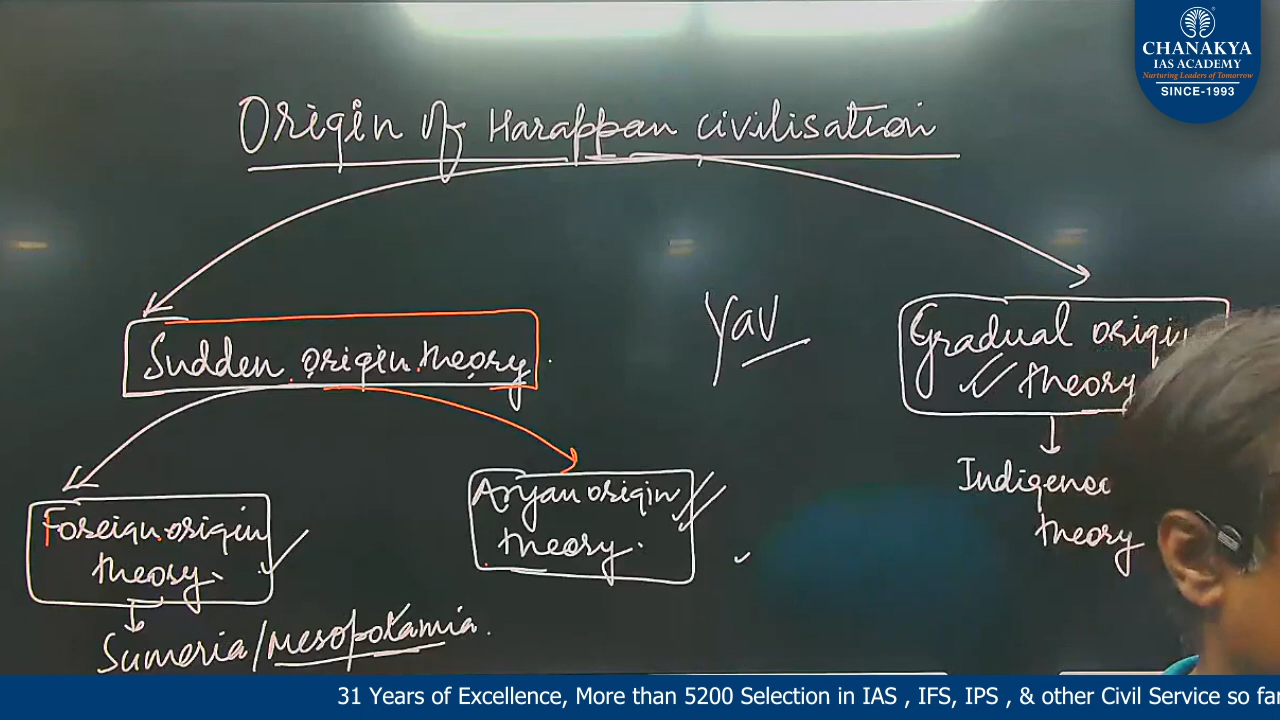 CHANAKYA
IAS ACADEMY
Nurturing Leaders of Tomorrow
SINCE-1993
Origin of Harappan civilisation
Sudden origin theory
Yav
Gradual origin
theory
Foreign origin
theory
Aryan origin
theory
Sumeria/Mesopotamia
theory
31 Years of Excellence, More than 5200 Selection in IAS , IFS, IPS , & other Civil Service so far